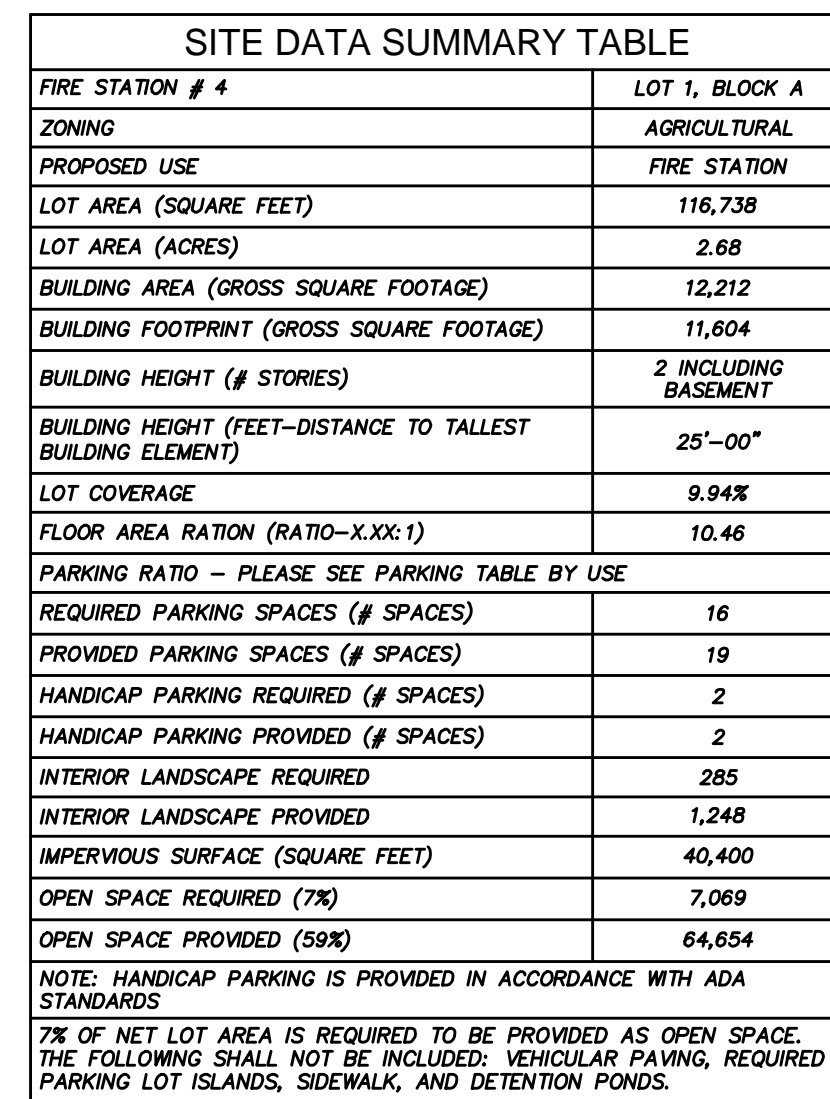 SITE DATA SUMMARY TABLE
FIRE STATION # 4 LOT 1, BLOCK A
ZONING AGRICULTURAL
PROPOSED USE FIRE STATION
LOT AREA (SQUARE FEET) 116,738
LOT AREA (ACRES) 2.68
BUILDING AREA (GROSS SQUARE FOOTAGE) 12,212
BUILDING FOOTPRINT (GROSS SQUARE FOOTAGE) 11,604
BUILDING HEIGHT (# STORIES) 2 INCLUDING
BASEMENT
BUILDING HEIGHT (FEET–DISTANCE TO TALLEST
BUILDING ELEMENT) 25'–00"
LOT COVERAGE 9.94%
FLOOR AREA RATION (RATIO–X.XX:1) 10.46
PARKING RATIO – PLEASE SEE PARKING TABLE BY USE
REQUIRED PARKING SPACES (# SPACES) 16
PROVIDED PARKING SPACES (# SPACES) 19
HANDICAP PARKING REQUIRED (# SPACES) 2
HANDICAP PARKING PROVIDED (# SPACES) 2
INTERIOR LANDSCAPE REQUIRED 285
INTERIOR LANDSCAPE PROVIDED 1,248
IMPERVIOUS SURFACE (SQUARE FEET) 40,400
OPEN SPACE REQUIRED (7%) 7,069
OPEN SPACE PROVIDED (59%) 64,654
NOTE: HANDICAP PARKING IS PROVIDED IN ACCORDANCE WITH ADA
STANDARDS
7% OF NET LOT AREA IS REQUIRED TO BE PROVIDED AS OPEN SPACE.
THE FOLLOWING SHALL NOT BE INCLUDED: VEHICULAR PAVING, REQUIRED
PARKING LOT ISLANDS, SIDEWALK, AND DETENTION PONDS.